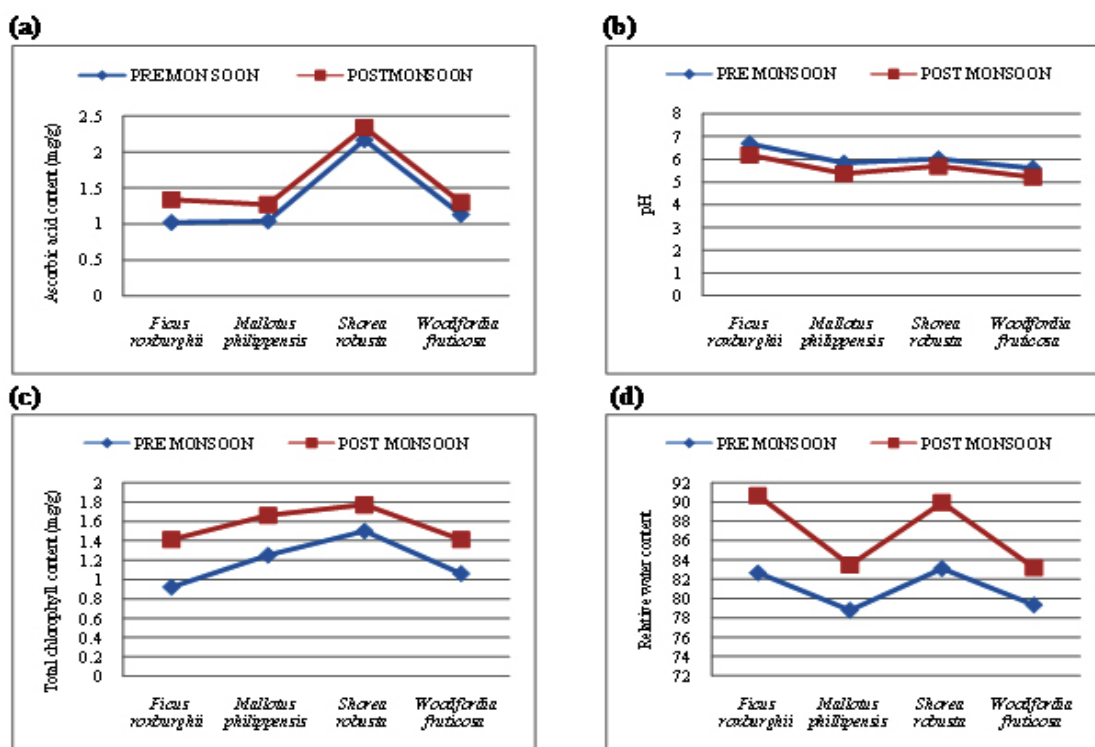 (a)
PRE MONSOON POSTMONSOON
Ascorbic acid content (mg/g)
2.5
2
1.5
1
0.5
0
Ficus Mallotus Shorea Woodfordia
roxburghii philippensis robusta fruticosa
(b)
PRE MONSOON POST MONSOON
pH
8
7
6
5
4
3
2
1
0
Ficus Mallotus Shorea Woodfordia
roxburghii philippensis robusta fruticosa
(c)
PRE MONSOON POST MONSOON
Total chlorophyll content (mg/g)
2
1.8
1.6
1.4
1.2
1
0.8
0.6
0.4
0.2
0
Ficus Mallotus Shorea Woodfordia
roxburghii philippensis robusta fruticosa
(d)
PRE MONSOON POST MONSOON
Relative water content
92
90
88
86
84
82
80
78
76
74
72
Ficus Mallotus Shorea Woodfordia
roxburghii phillippensis robusta fruticosa